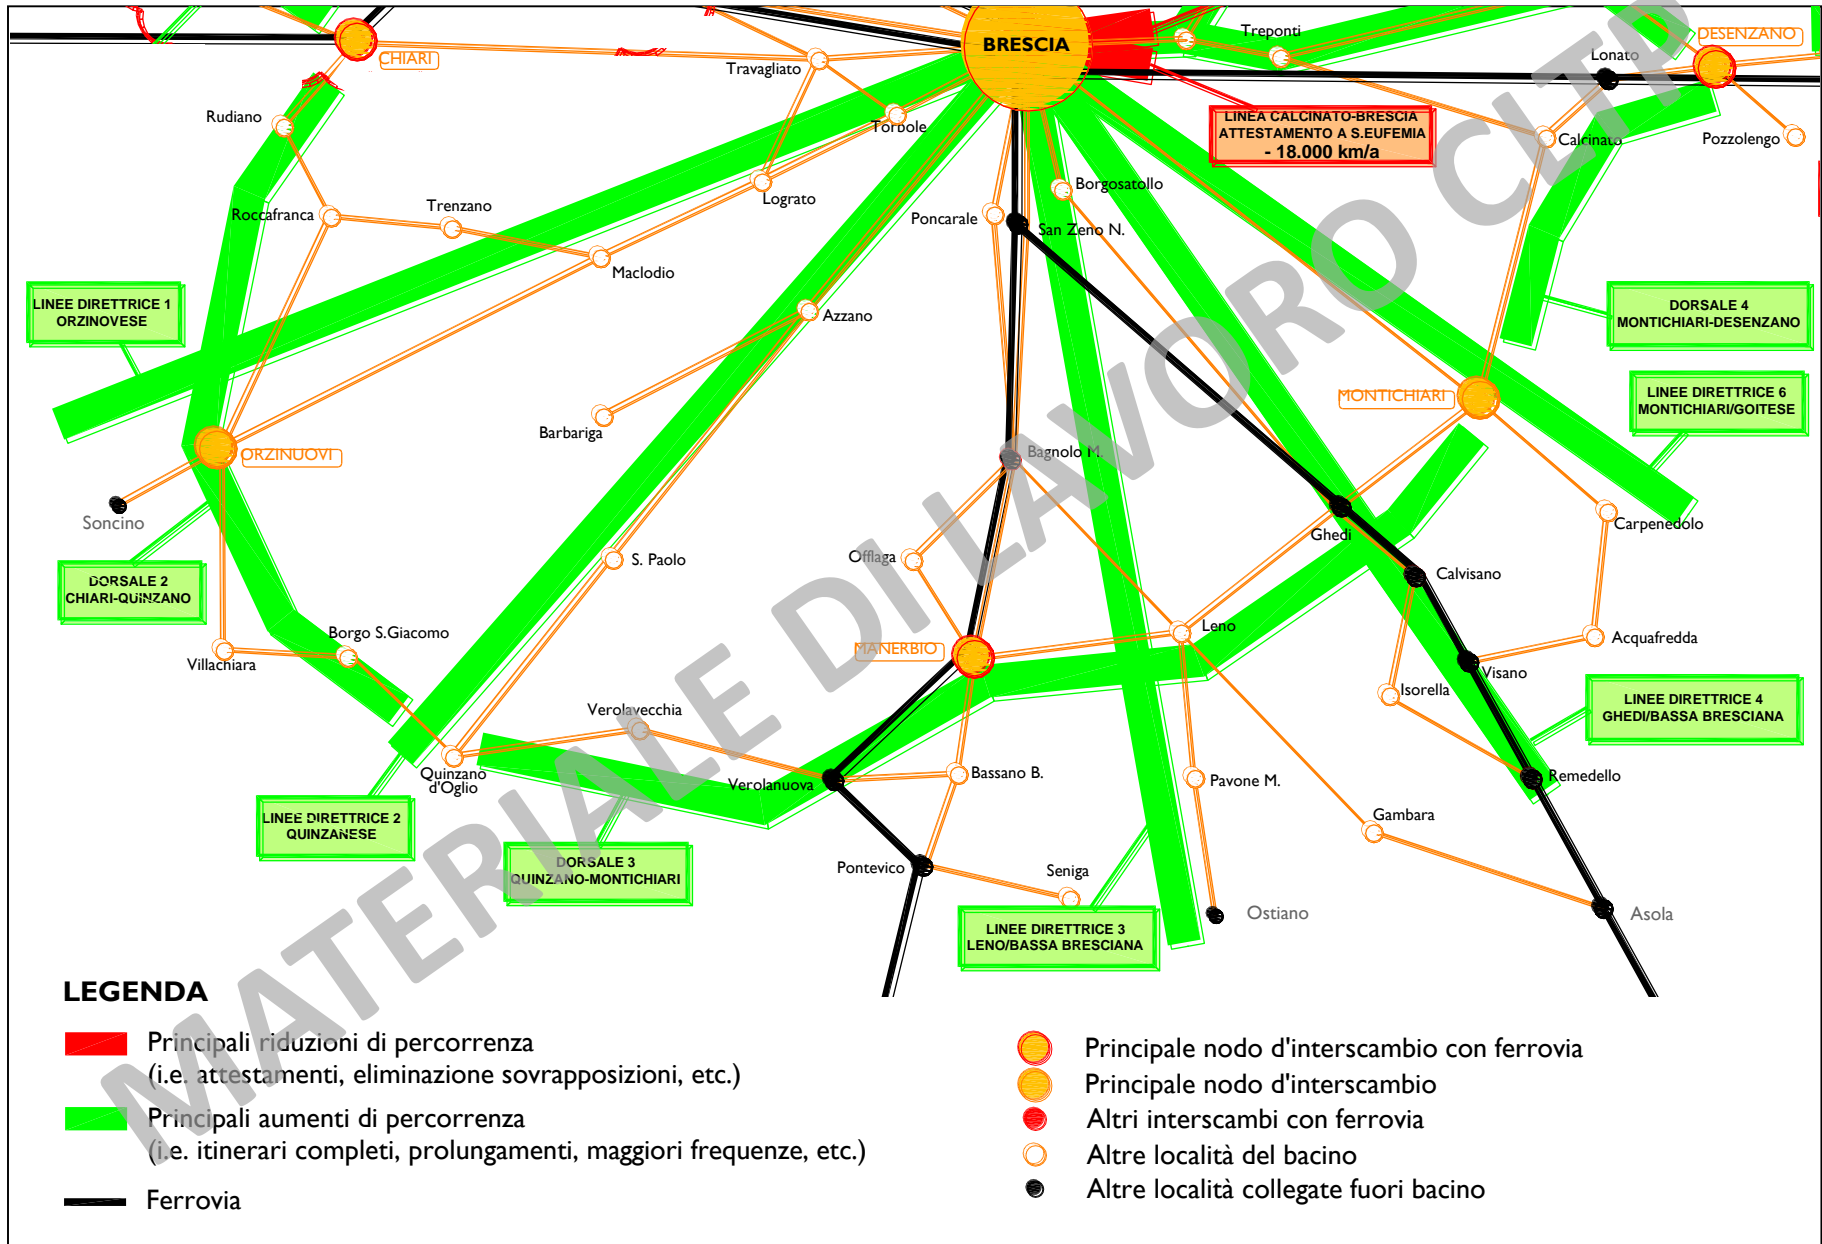 BRESCIA
Treponti
DESENZANO
CHIARI
Travagliato
Lonato
Rudiano
Torbole
LINEA CALCINATO-BRESCIA
ATTESTAMENTO A S.EUFEMIA
- 18.000 km/a
Calcinato
Pozzolengo
Roccafranca
Trenzano
Lograto
Borgosatollo
Poncarale
San Zeno N.
Maclodio
LINEE DIRETTRICE 1
ORZINOVESE
Azzano
DORSALE 4
MONTICHIARI-DESENZANO
Barbariga
MONTICHIARI
LINEE DIRETTRICE 6
MONTICHIARI/GOITESE
ORZINUOVI
Bagnolo M.
Soncino
Ghedi
Carpenedolo
DORSALE 2
CHIARI-QUINZANO
S. Paolo
Offlaga
Calvisano
Borgo S.Giacomo
Villachiara
MANERBIO
Leno
Acquafredda
Visano
Isorella
LINEE DIRETTRICE 4
GHEDI/BASSA BRESCIANA
Verolavecchia
Quinzano
d'Oglio
Verolanuova
Bassano B.
Pavone M.
Remedello
LINEE DIRETTRICE 2
QUINZANESE
Gambara
DORSALE 3
QUINZANO-MONTICHIARI
Pontevico
Seniga
LINEE DIRETTRICE 3
LENO/BASSA BRESCIANA
Ostiano
Asola
MATERIALE DI LAVORO CLTP
LEGENDA
Principali riduzioni di percorrenza
(i.e. attestamenti, eliminazione sovrapposizioni, etc.)
Principali aumenti di percorrenza
(i.e. itinerari completi, prolungamenti, maggiori frequenze, etc.)
Ferrovia
Principale nodo d'interscambio con ferrovia
Principale nodo d'interscambio
Altri interscambi con ferrovia
Altre località del bacino
Altre località collegate fuori bacino